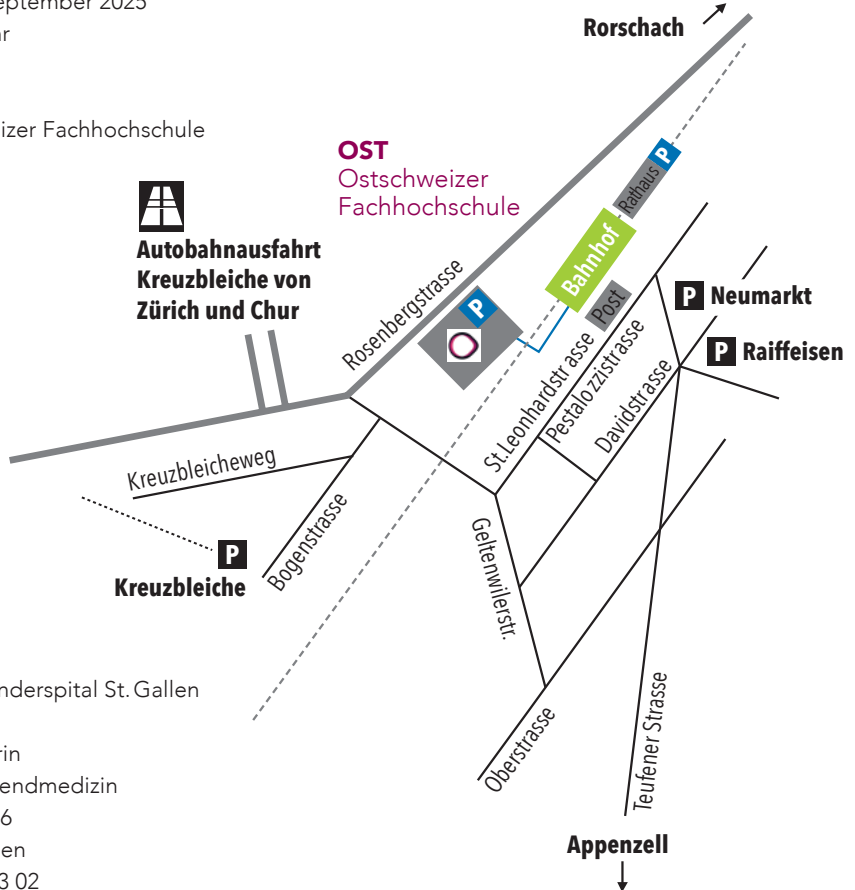 eptember 2025
r
izer Fachhochschule
Rorschach
OST
Ostschweizer
Fachhochschule
P
Rathaus
Autobahnausfahrt
Kreuzbleiche von
Zürich und Chur
Bahnhof
Rosenbergstrasse
P
Post
P Neumarkt
P Raiffeisen
St.Leonhardstrasse
Pestalozzistrasse
Davidstrasse
Kreuzbleicheweg
Bogenstrasse
P
Kreuzbleiche
Geltenwilerstr.
Oberstrasse
Teufener Strasse
Appenzell
nderspital St. Gallen
rin
endmedizin
6
en
3 02